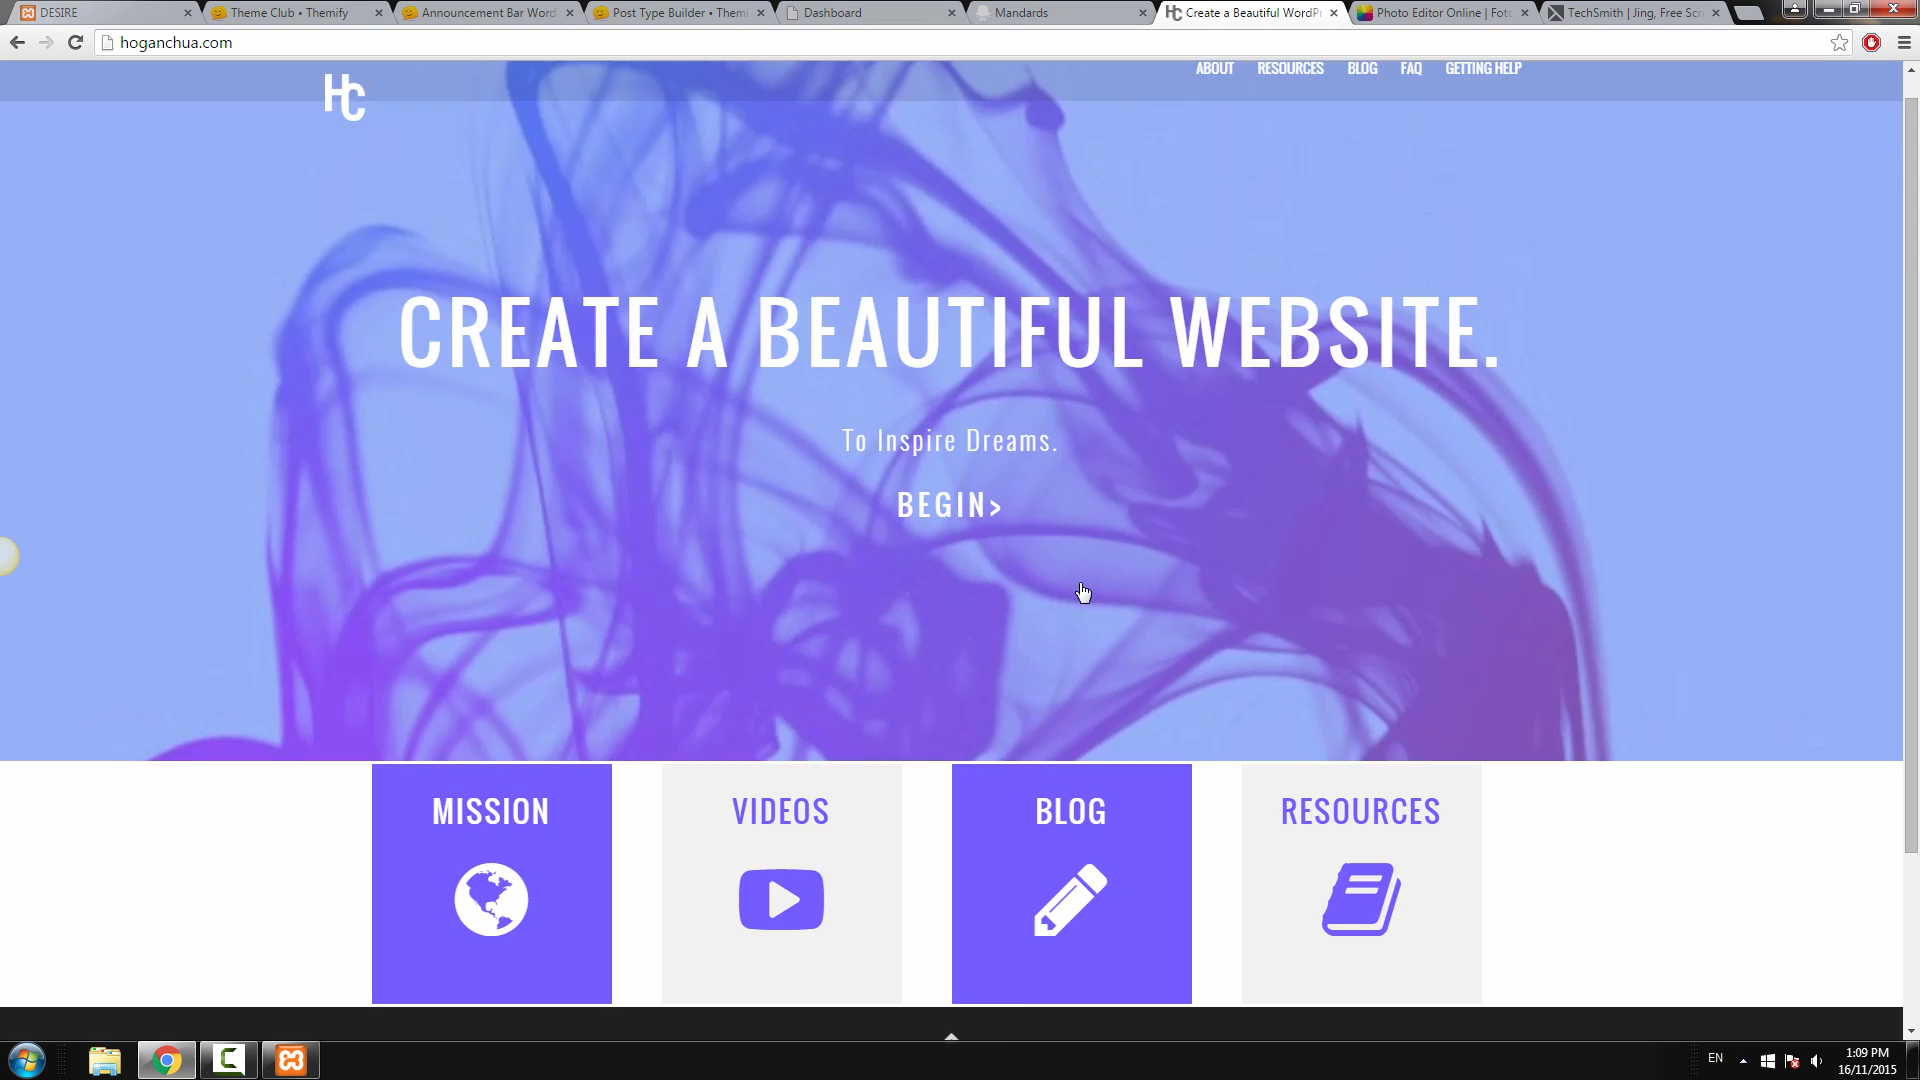 DESIRE
Theme Club • Themify
Announcement Bar Word
Post Type Builder • Them
Dashboard
Mandards
Create a Beautiful WordPr
Photo Editor Online | Fot
TechSmith | Jing, Free Scr
hoganchua.com
HC
ABOUT
RESOURCES
BLOG
FAQ
GETTING HELP
CREATE A BEAUTIFUL WEBSITE.
To Inspire Dreams.
BEGIN>
MISSION
VIDEOS
BLOG
RESOURCES
EN
1:09 PM
16/11/2015